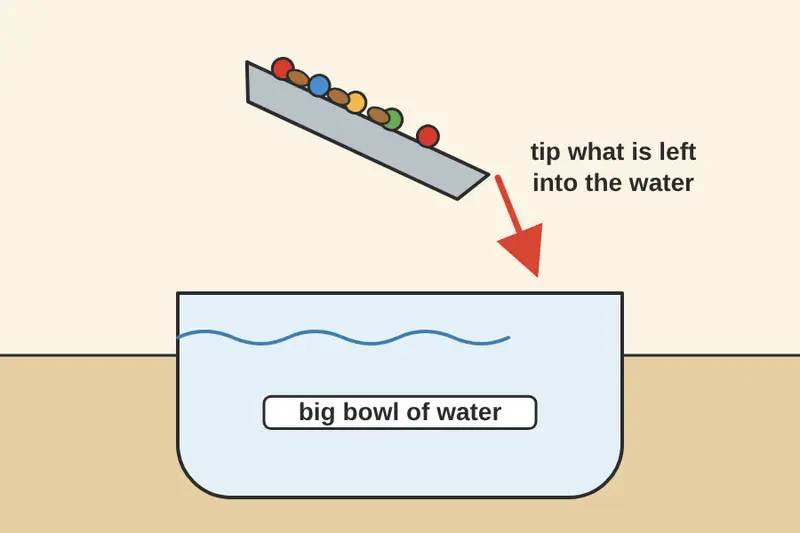 tip what is left
into the water
big bowl of water